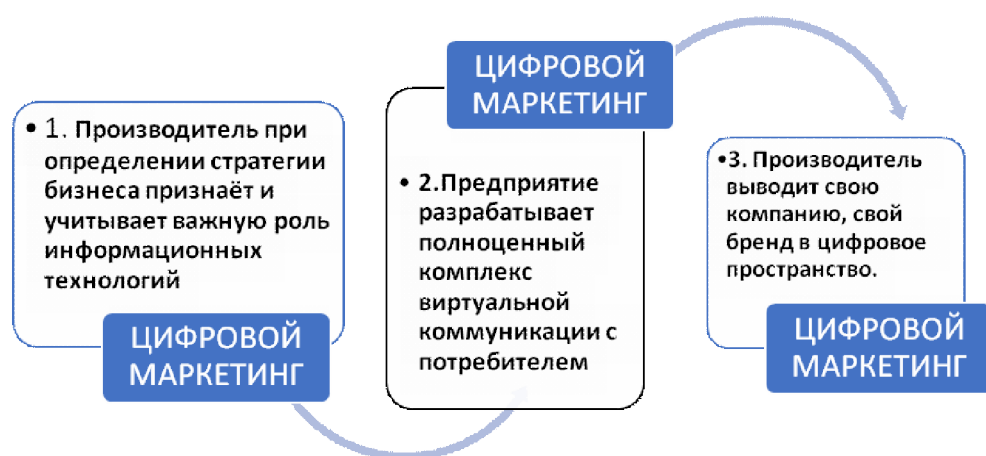 • 1. Производитель при
определении стратегии
бизнеса признаёт и
учитывает важную роль
информационных
технологий
ЦИФРОВОЙ
МАРКЕТИНГ
ЦИФРОВОЙ
МАРКЕТИНГ
• 2.Предприятие
разрабатывает
полноценный
комплекс
виртуальной
коммуникации с
потребителем
•3. Производитель
выводит свою
компанию, свой
бренд в цифровое
пространство.
ЦИФРОВОЙ
МАРКЕТИНГ